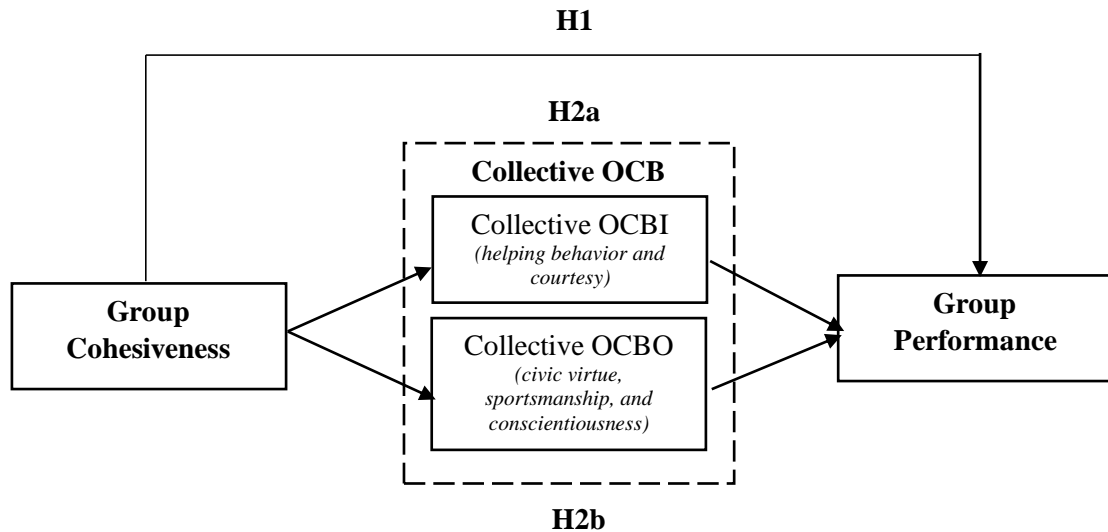 H1
H2a
Collective OCB
Collective OCBI
(helping behavior and
courtesy)
Group
Cohesiveness
Group
Performance
Collective OCBO
(civic virtue,
sportsmanship, and
conscientiousness)
H2b